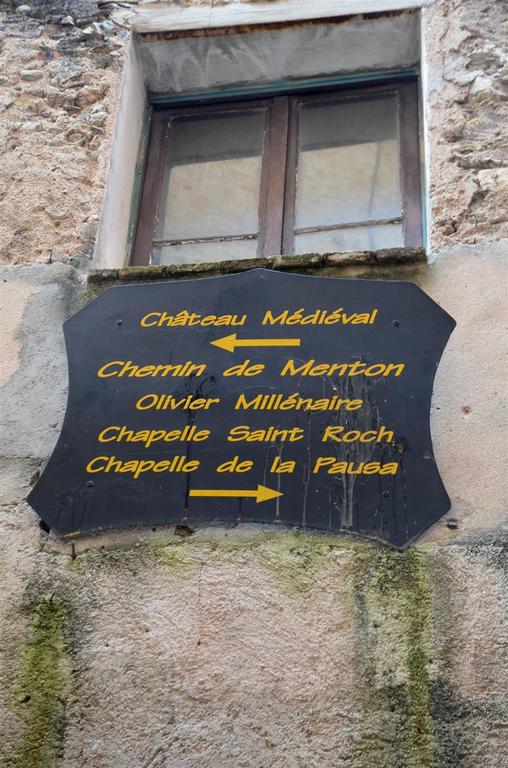 Château Médiéval
Chemin de Menton
Olivier Millénaire
Chapelle Saint Roch
Chapelle de la Pausa